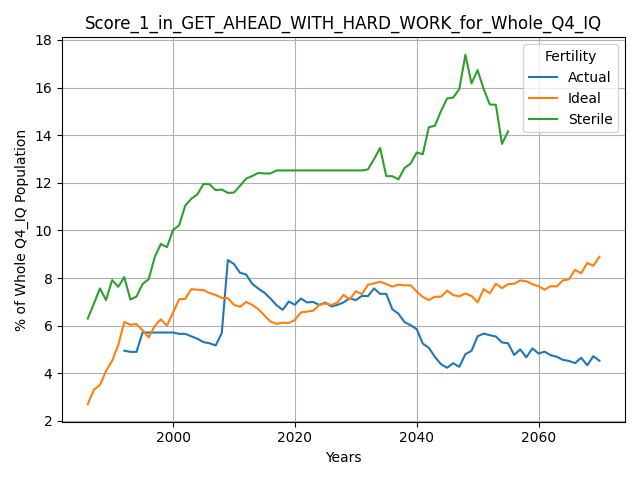 Score_1_in_GET_AHEAD_WITH_HARD_WORK_for_Whole_Q4_IQ
18
16
14
12
10
8
6
4
2
% of Whole Q4_IQ Population
Fertility
Actual
Ideal
Sterile
2000
2020
2040
2060
Years